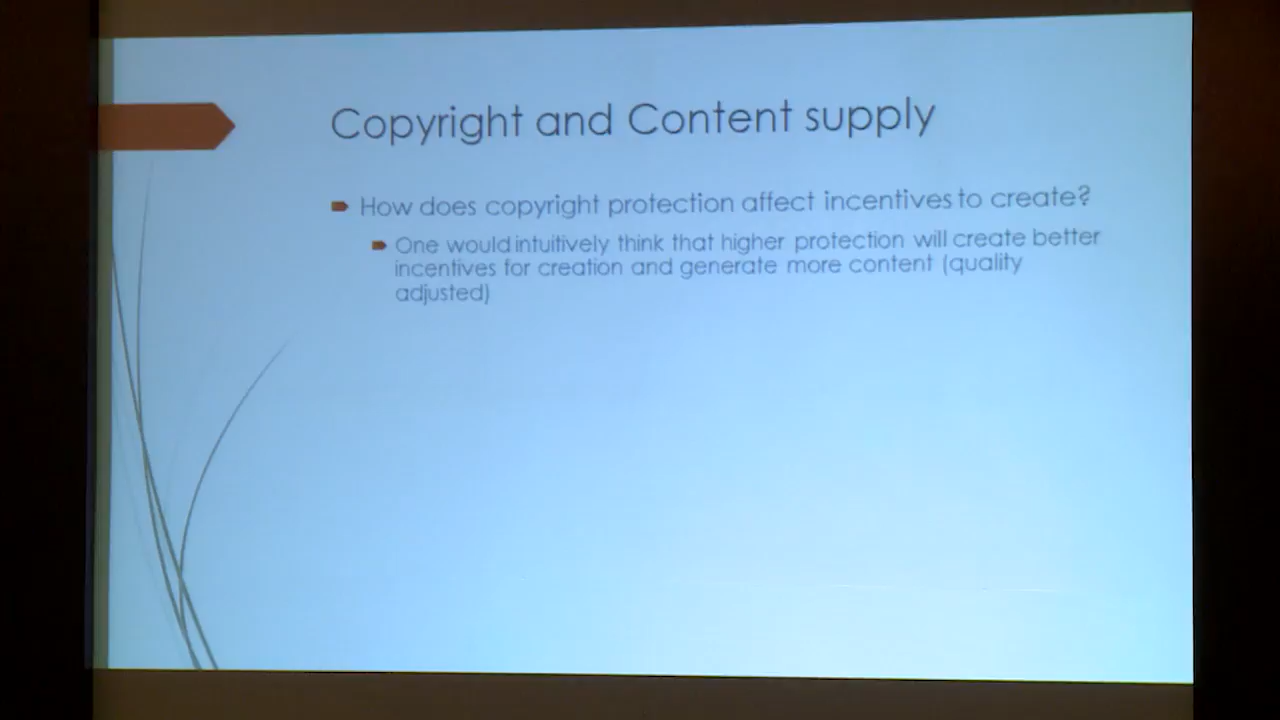 Copyright and Content supply
How does copyright protection affect incentives to create?
One would intuitively think that higher protection will create better
incentives for creation and generate more content (quality
adjusted)